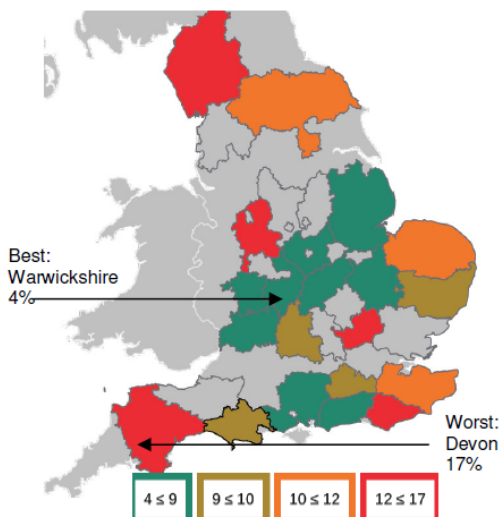 Best:
Warwickshire
4%
Worst:
Devon
17%
4 ≤ 9
9 ≤ 10
10 ≤ 12
12 ≤ 17